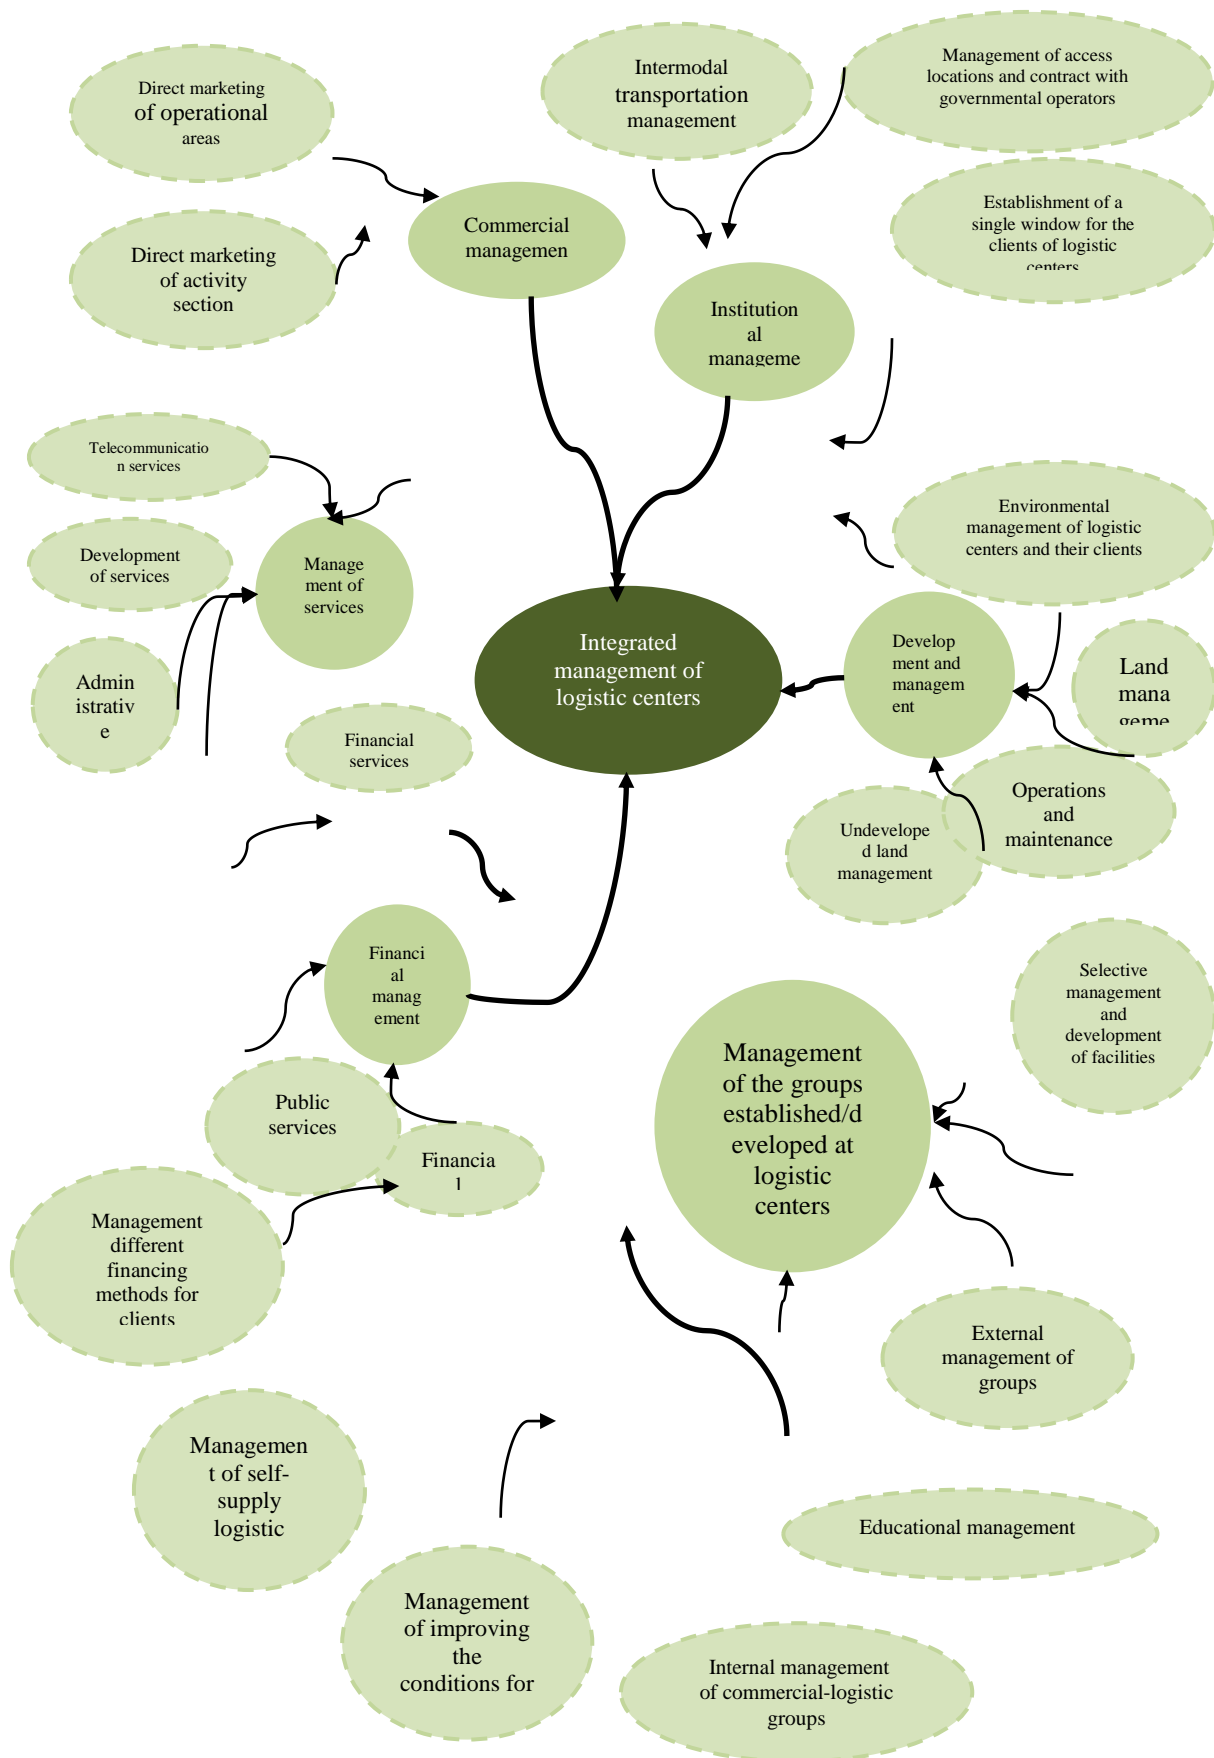 Direct marketing
of operational
areas
Intermodal
transportation
management
Management of access
locations and contract with
governmental operators
Establishment of a
single window for the
clients of logistic
centers
Commercial
managemen
Direct marketing
of activity
section
Institution
al
manageme
Telecommunicatio
n services
Environmental
management of logistic
centers and their clients
Development
of services
Manage
ment of
services
Integrated
management of
logistic centers
Develop
ment and
managem
ent
Land
mana
geme
Admin
istrativ
e
Financial
services
Operations
and
maintenance
Undevelope
d land
management
Financi
al
manag
ement
Selective
management
and
development
of facilities
Management
of the groups
established/d
eveloped at
logistic
centers
Public
services
Financia
l
Management
different
financing
methods for
clients
External
management of
groups
Managemen
t of self-
supply
logistic
Educational management
Management
of improving
the
conditions for
Internal management
of commercial-logistic
groups